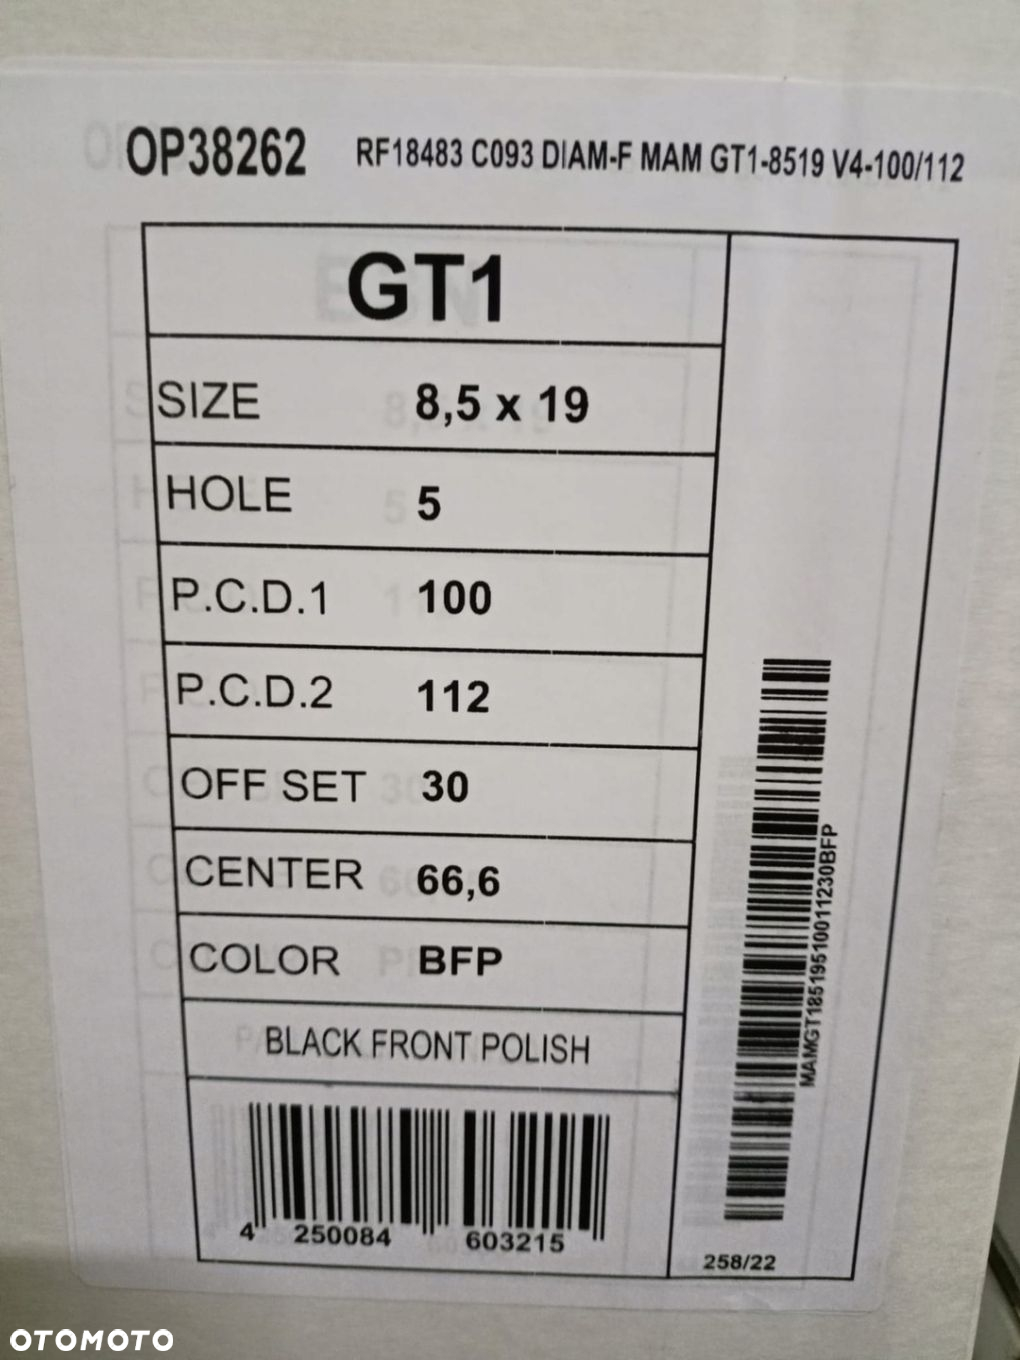 OP38262 RF18483 C093 DIAM-F MAM GT1-8519 V4-100/112
GT1
SIZE 8,5 x 19
HOLE 5
P.C.D.1 100
P.C.D.2 112
OFF SET 30
CENTER 66,6
COLOR BFP
BLACK FRONT POLISH
4 250084 603215
MAMGT18519510011230BFP
258/22
OTOMOTO